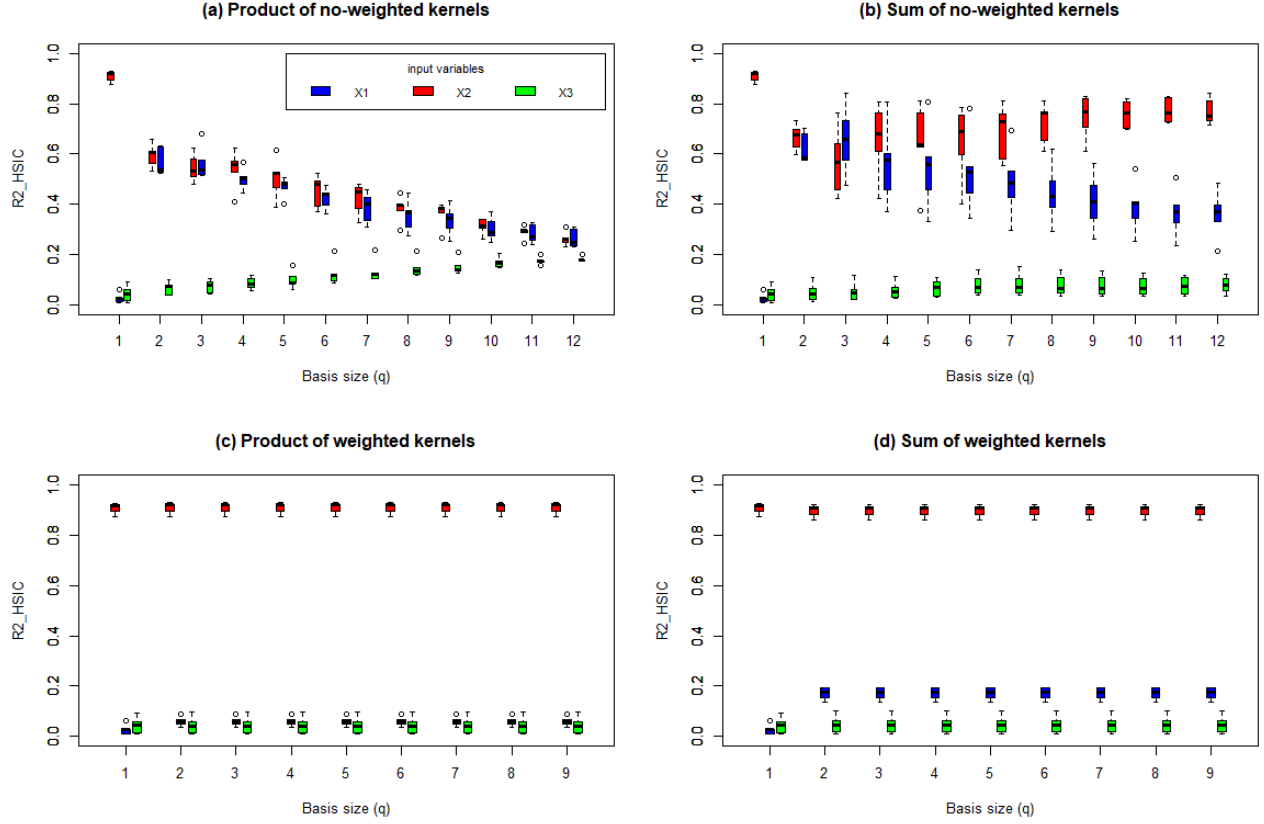 (a) Product of no-weighted kernels
R2_HSIC
1.0
0.8
0.6
0.4
0.2
0.0
input variables
X1 X2 X3
1 2 3 4 5 6 7 8 9 10 11 12
Basis size (q)
(b) Sum of no-weighted kernels
R2_HSIC
1.0
0.8
0.6
0.4
0.2
0.0
1 2 3 4 5 6 7 8 9 10 11 12
Basis size (q)
(c) Product of weighted kernels
R2_HSIC
1.0
0.8
0.6
0.4
0.2
0.0
1 2 3 4 5 6 7 8 9
Basis size (q)
(d) Sum of weighted kernels
R2_HSIC
1.0
0.8
0.6
0.4
0.2
0.0
1 2 3 4 5 6 7 8 9
Basis size (q)